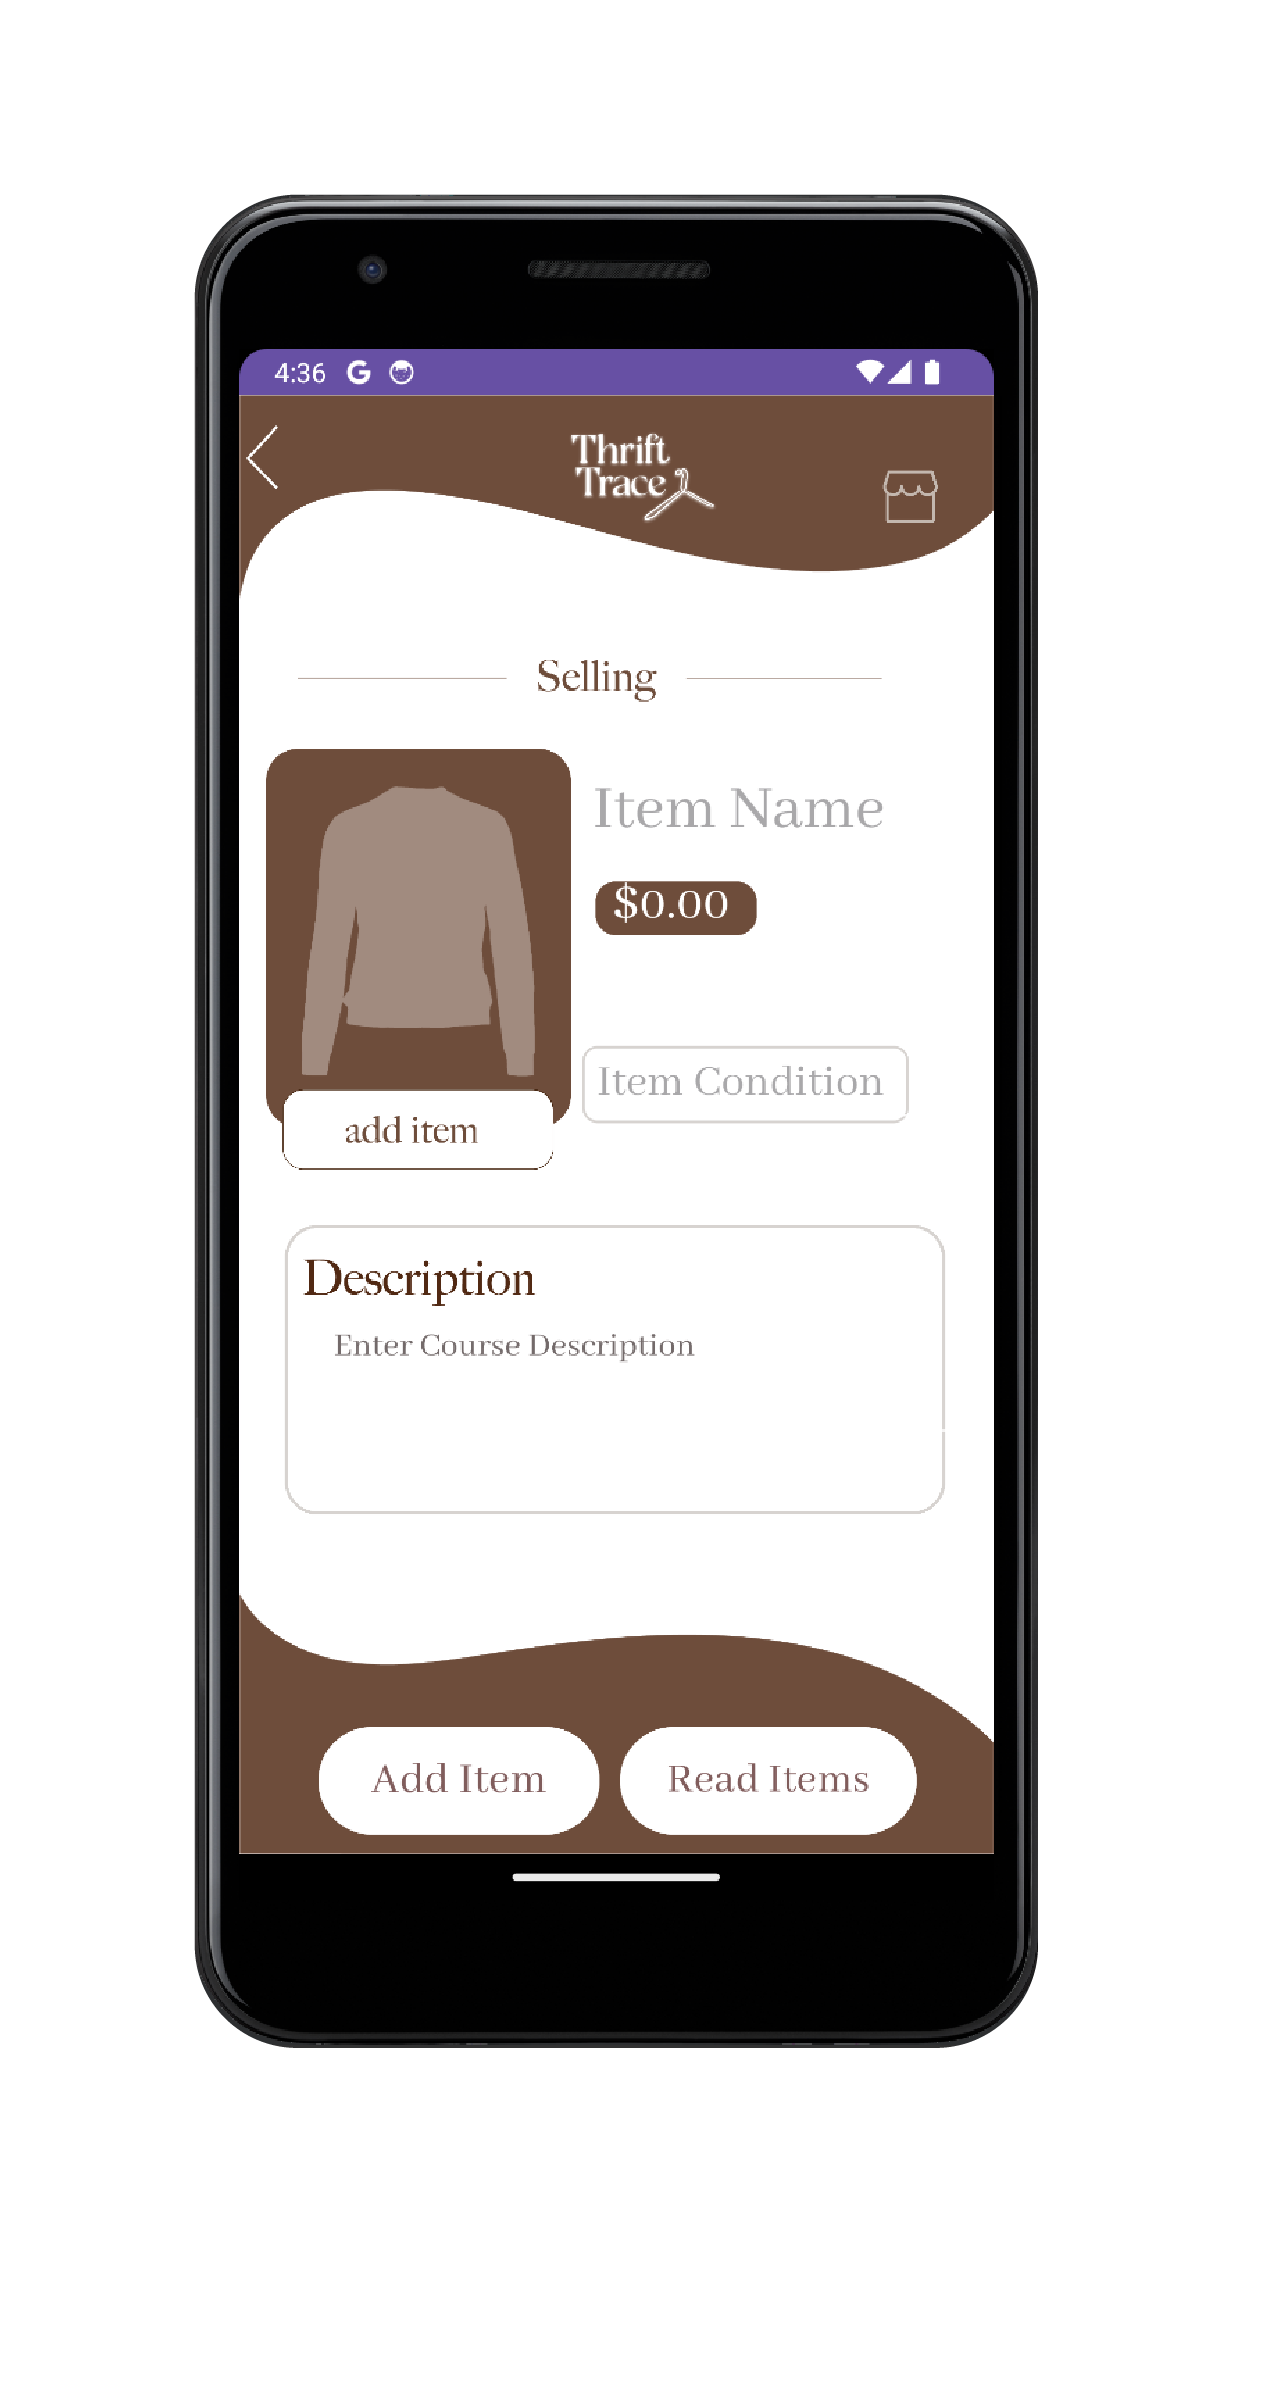 4:36 G
Thrift
Trace
Selling
Item Name
$0.00
Item Condition
add item
Description
Enter Course Description
Add Item
Read Items